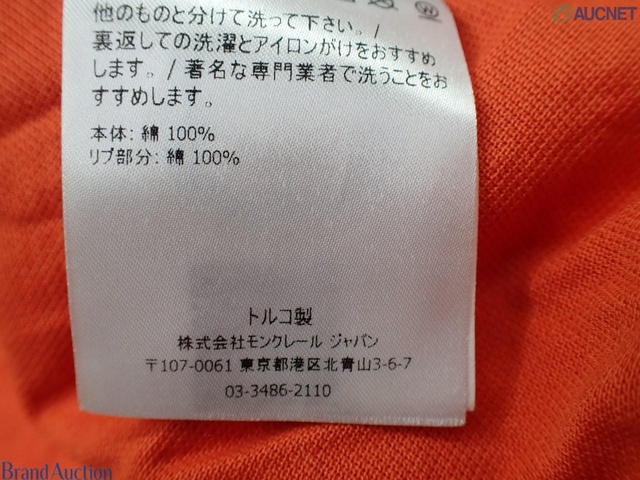 AUCNET
他のものと分けて洗って下さい。/
裏返しての洗濯とアイロンがけをおすすめ
します。/ 著名な専門業者で洗うことをお
すすめします。
本体: 綿 100%
リブ部分: 綿 100%
トルコ製
株式会社モンクレール ジャパン
〒107-0061 東京都港区北青山3-6-7
03-3486-2110
Brand Auction